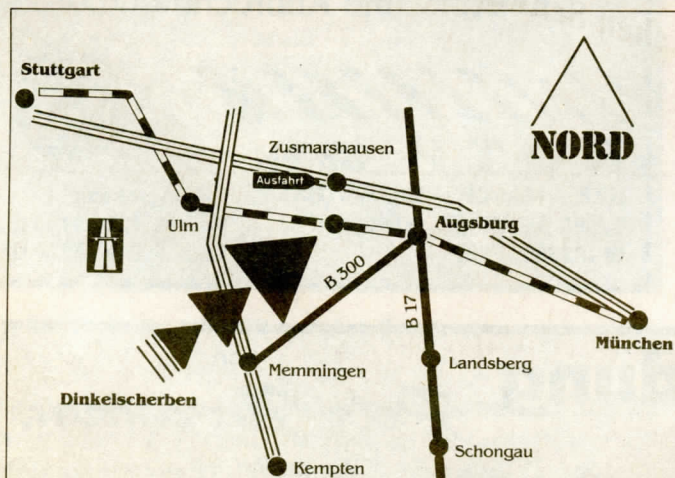 Stuttgart
NORD
Zusmarshausen
Ausfahrt
Ulm
Augsburg
B 300
B 17
München
Memmingen
Landsberg
Dinkelscherben
Schongau
Kempten